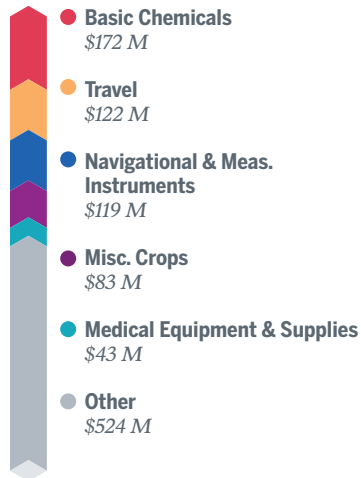 Basic Chemicals
$172 M
Travel
$122 M
Navigational & Meas.
Instruments
$119 M
Misc. Crops
$83 M
Medical Equipment & Supplies
$43 M
Other
$524 M